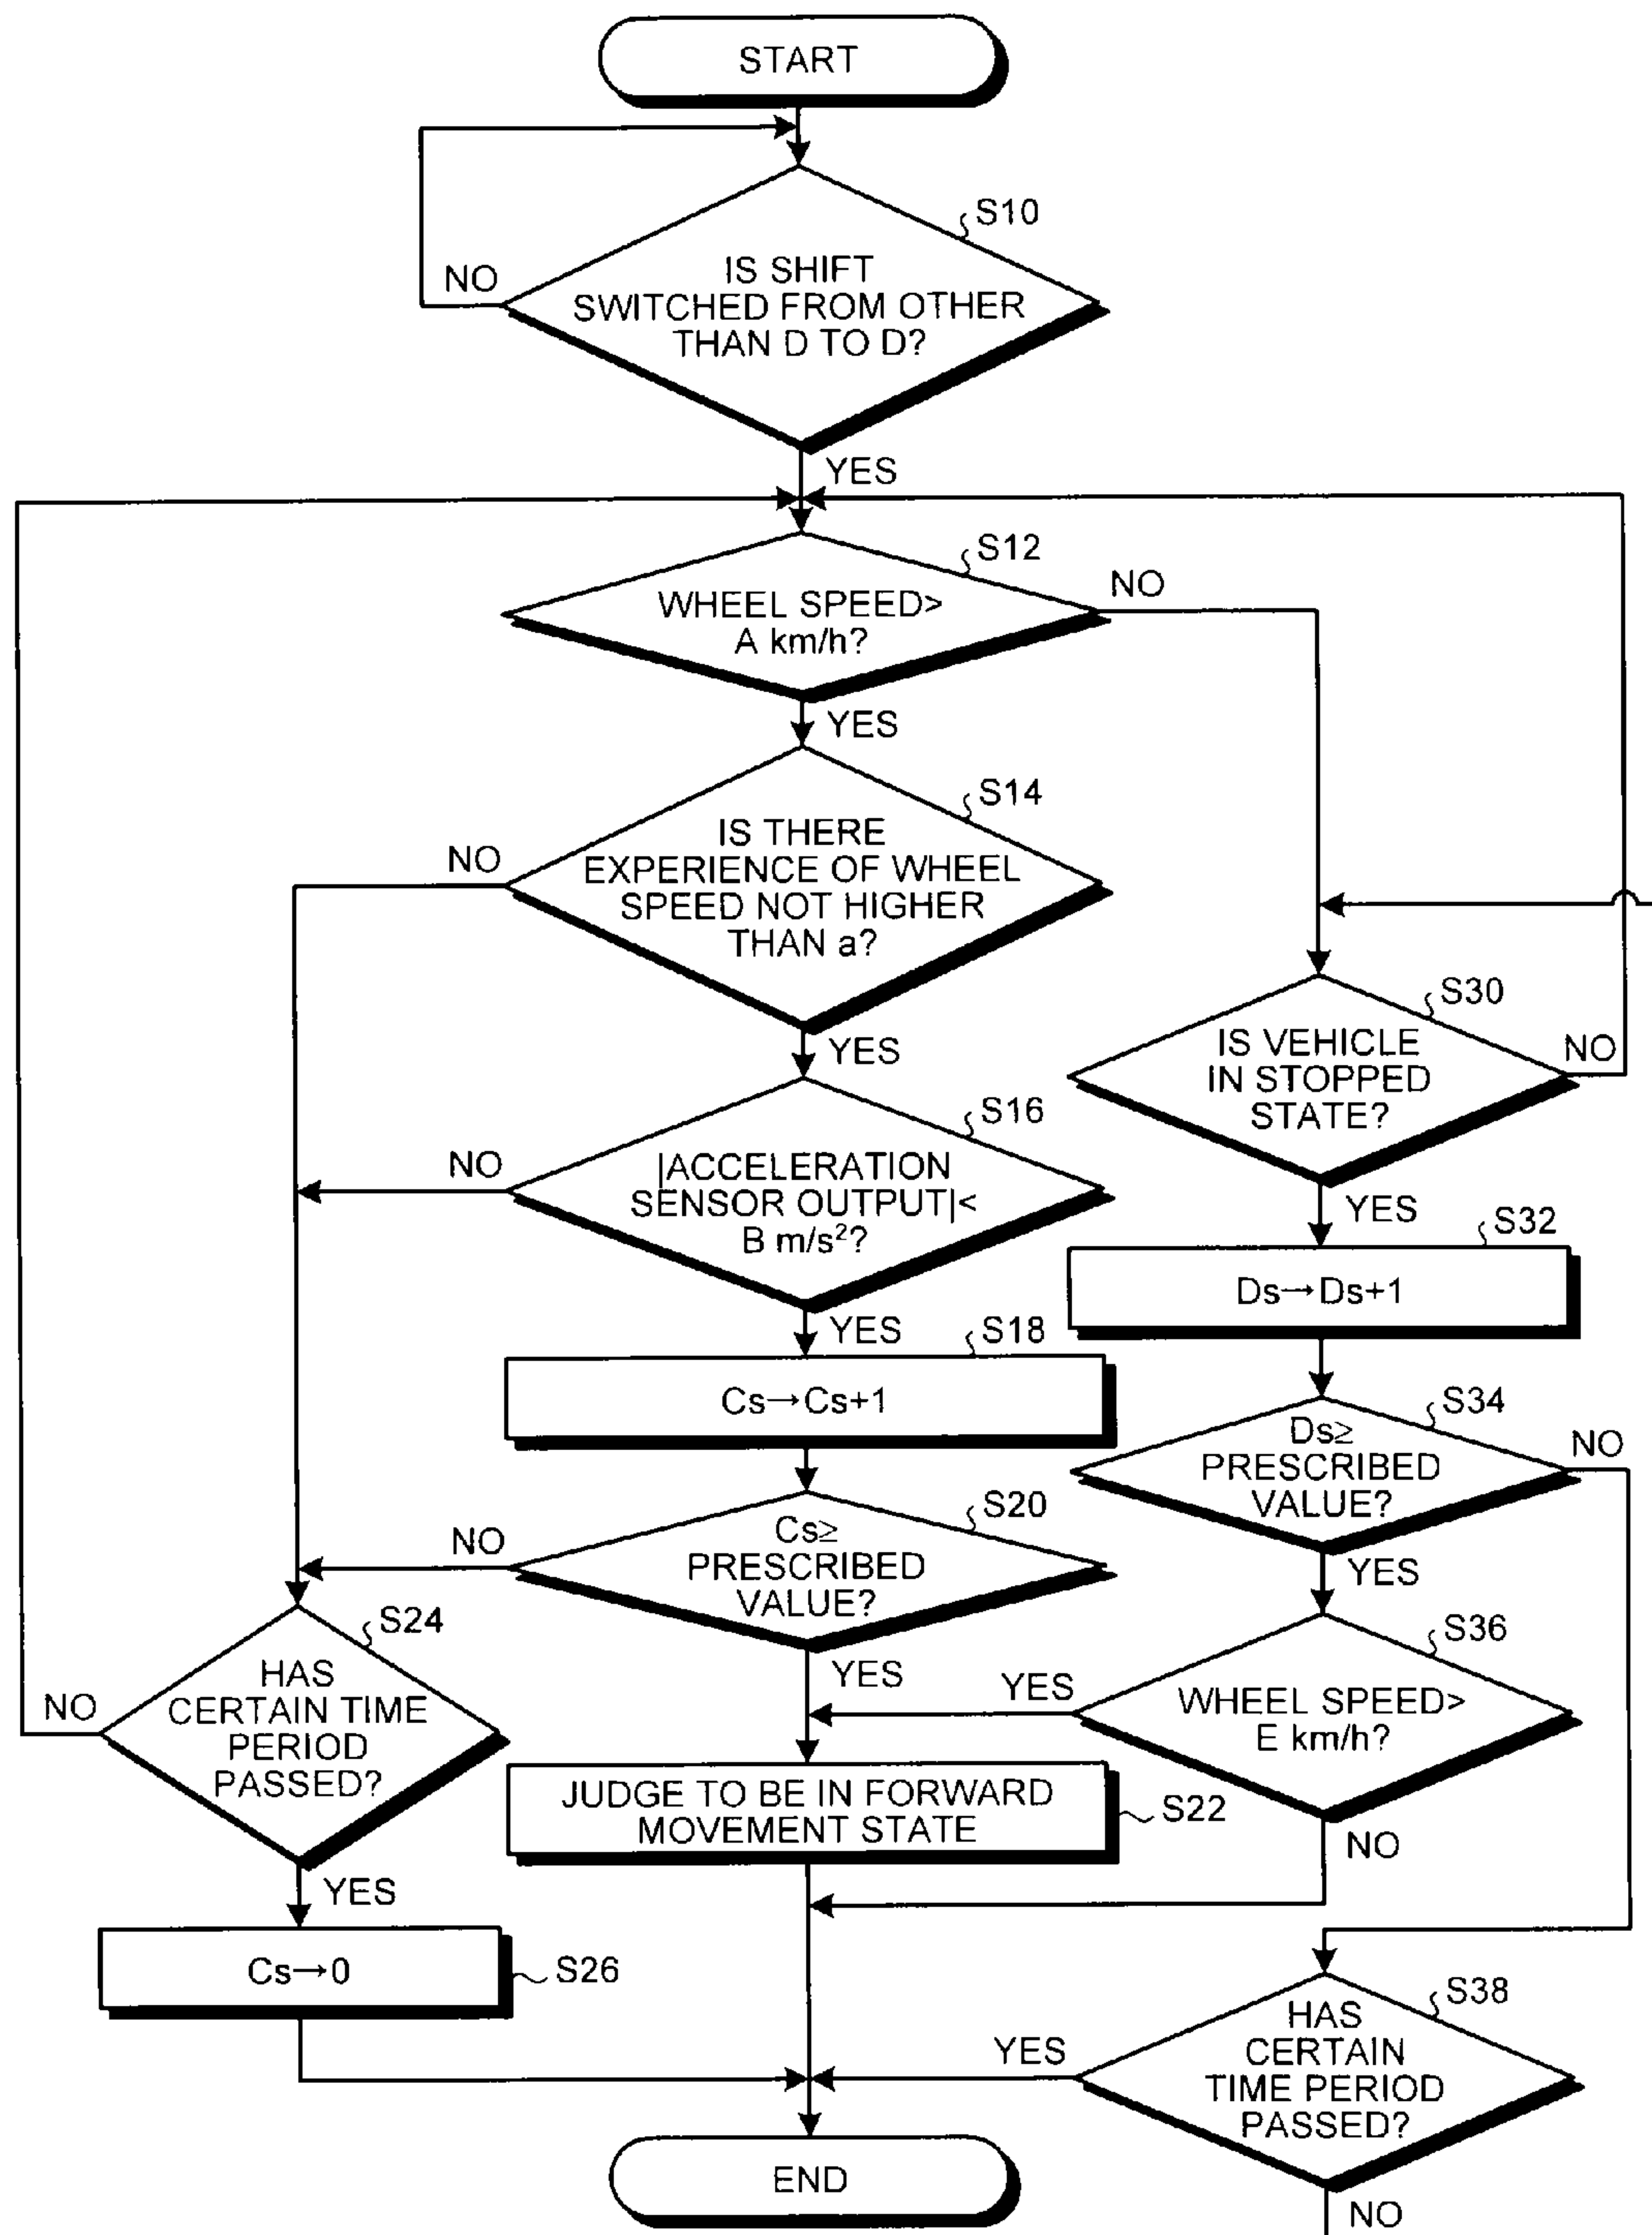 START
S10
NO
IS SHIFT
SWITCHED FROM OTHER
THAN D TO D?
YES
S12
NO
WHEEL SPEED>
A km/h?
YES
S14
NO
IS THERE
EXPERIENCE OF WHEEL
SPEED NOT HIGHER
THAN a?
YES
S30
NO
IS VEHICLE
IN STOPPED
STATE?
YES
S16
NO
|ACCELERATION
SENSOR OUTPUT|<
B m/s²?
YES
S32
Ds→Ds+1
S18
Cs→Cs+1
S34
NO
Ds≥
PRESCRIBED
VALUE?
YES
S20
NO
Cs≥
PRESCRIBED
VALUE?
YES
S36
YES
WHEEL SPEED>
E km/h?
NO
S24
NO
HAS
CERTAIN TIME
PERIOD
PASSED?
YES
JUDGE TO BE IN FORWARD
MOVEMENT STATE
S22
Cs→0
S26
S38
YES
HAS
CERTAIN
TIME PERIOD
PASSED?
NO
END